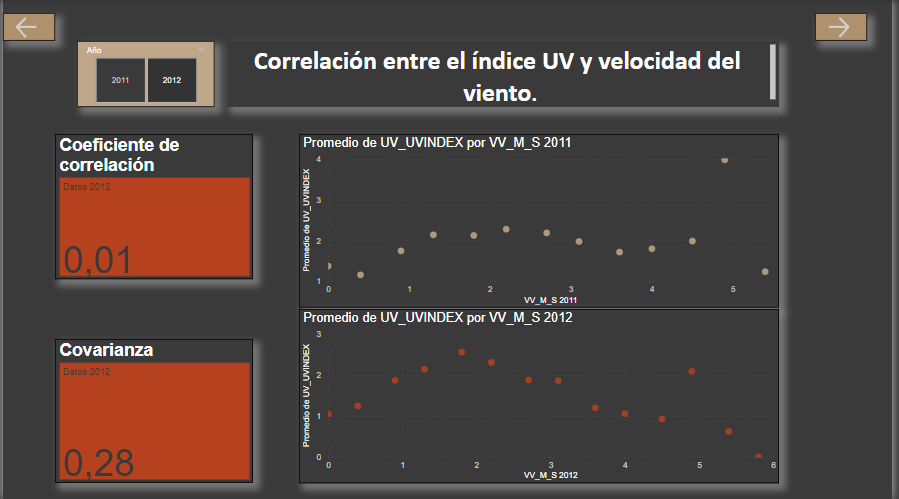 Año
2011
2012
Correlación entre el índice UV y velocidad del
viento.
Coeficiente de
correlación
Datos 2012
0,01
Covarianza
Datos 2012
0,28
Promedio de UV_UVINDEX por VV_M_S 2011
Promedio de UV_UVINDEX
4
3
2
1
0
1
2
3
4
5
VV_M_S 2011
Promedio de UV_UVINDEX por VV_M_S 2012
Promedio de UV_UVINDEX
3
2
1
0
0
1
2
3
4
5
6
VV_M_S 2012